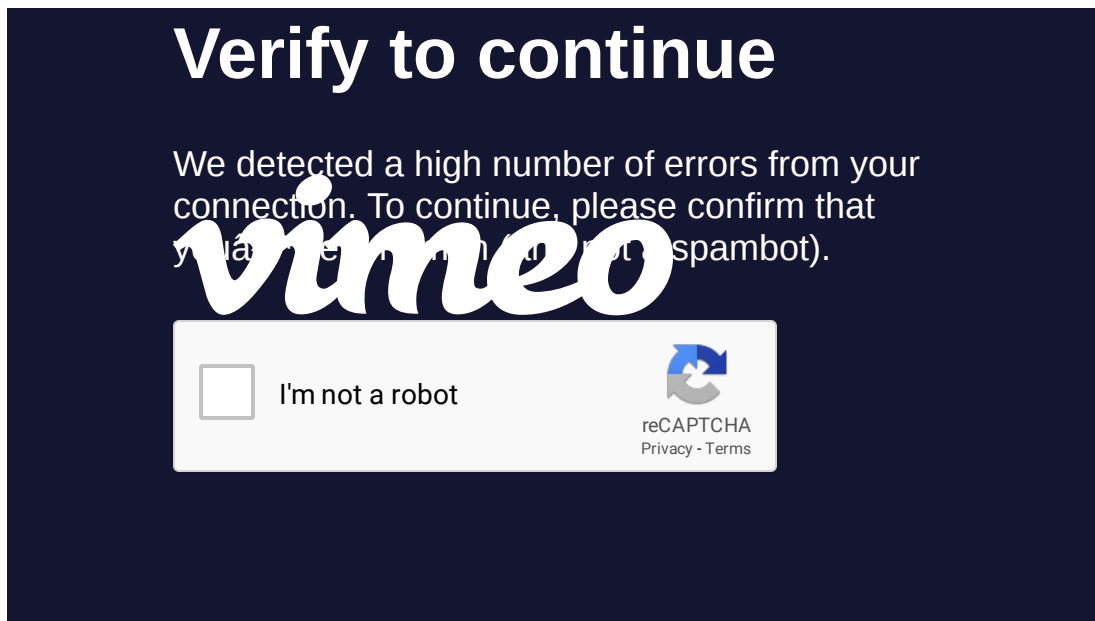 Verify to continue
We detected a high number of errors from your
connection. To continue, please confirm that
spambot).
vimeo
I'm not a robot
reCAPTCHA
Privacy - Terms